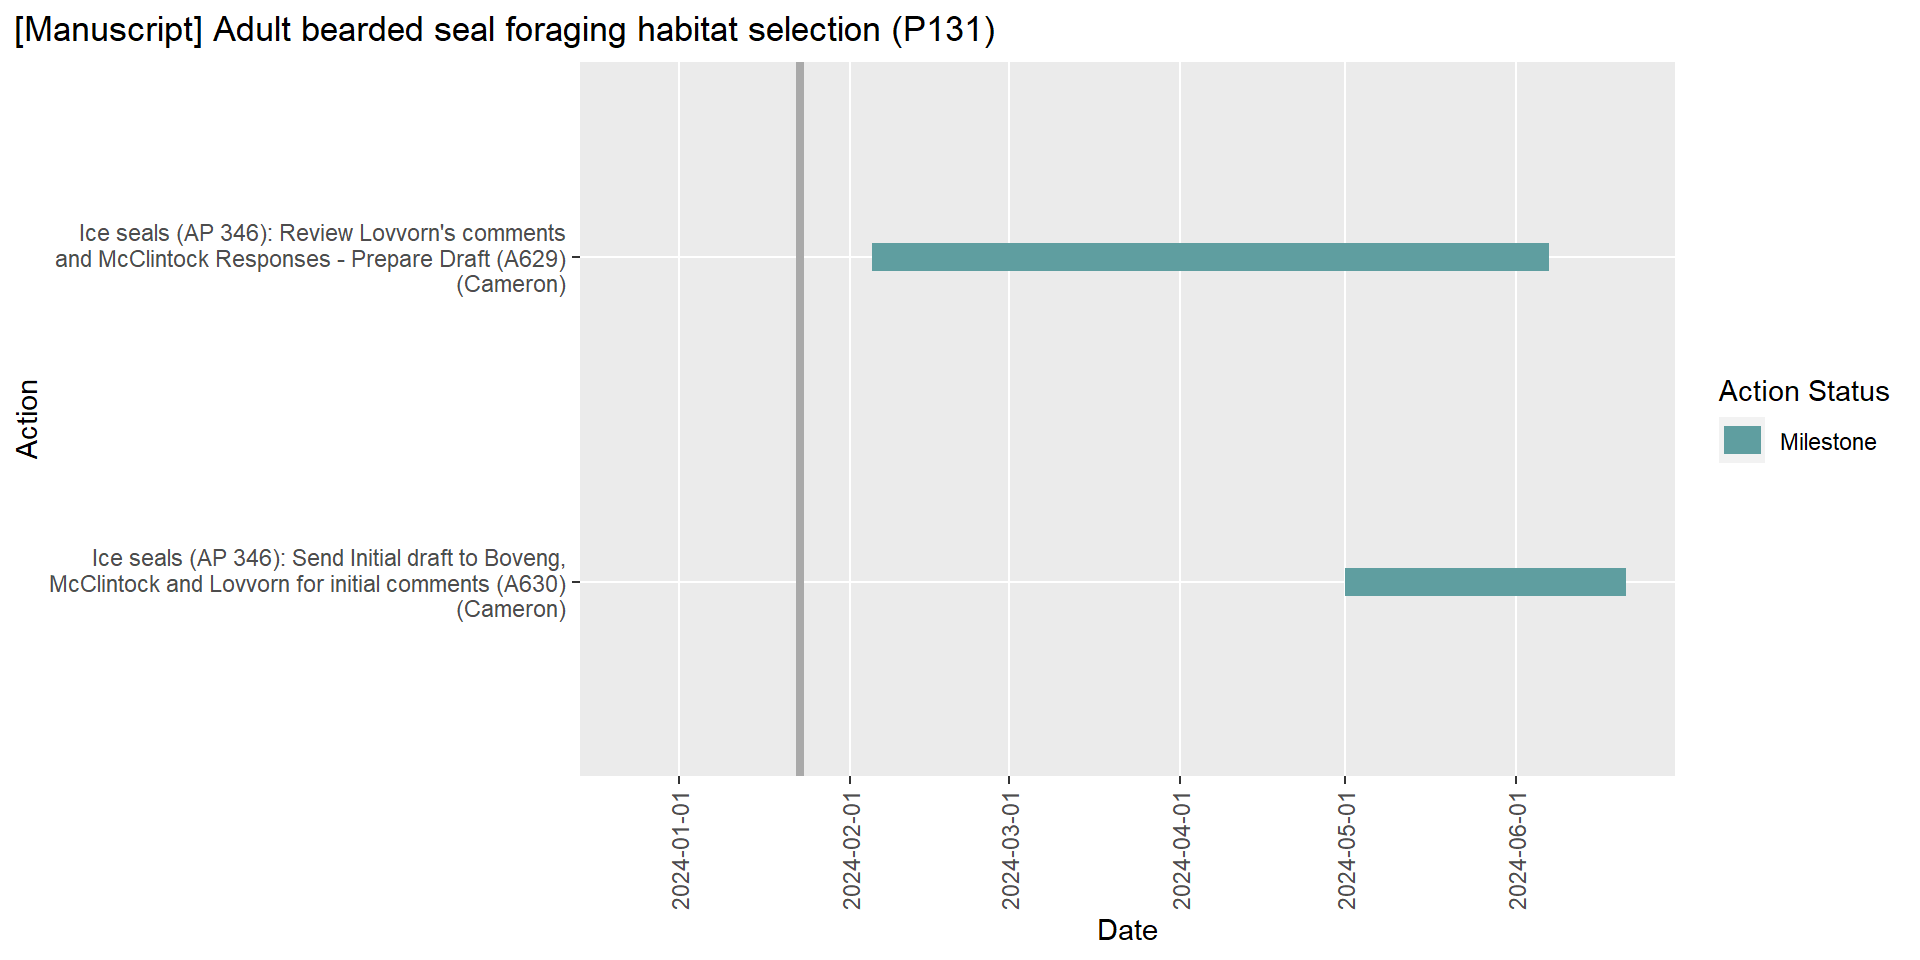 [Manuscript] Adult bearded seal foraging habitat selection (P131)
Ice seals (AP 346): Review Lovvorn's comments
and McClintock Responses - Prepare Draft (A629)
(Cameron)
Action
Ice seals (AP 346): Send Initial draft to Boveng,
McClintock and Lovvorn for initial comments (A630)
(Cameron)
2024-01-01
2024-02-01
2024-03-01
2024-04-01
2024-05-01
2024-06-01
Date
Action Status
Milestone